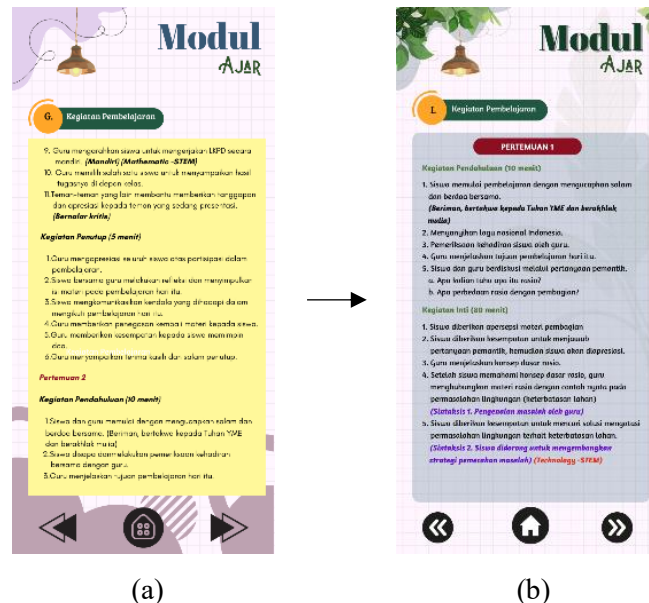 Modul
AJAR
G. Kegiatan Pembelajaran
9. Guru mengarahkan siswa untuk mengerjakan LKPD secara
mandiri. (Mandiri) (Mathematic -STEM)
10. Guru memilih salah satu siswa untuk menyampaikan hasil
tugasnya di depan kelas.
11.Teman-teman yang lain membantu memberikan tanggapan
dan apresiasi kepada teman yang sedang presentasi.
(Bernalar kritis)
Kegiatan Penutup (5 menit)
1.Guru mengapresiasi seluruh siswa atas partisipasi dalam
pembelajaran.
2.Siswa bersama guru melakukan refleksi dan menyimpulkan
isi materi pada pembelajaran hari itu.
3.Siswa mengkomunikasikan kendala yang dihadapi dalam
mengikuti pembelajaran hari itu.
4.Guru memberikan penegasan kembali materi kepada siswa.
5.Guru memberikan kesempatan kepada siswa memimpin
doa.
6.Guru menyampaikan terima kasih dan salam penutup.
Pertemuan 2
Kegiatan Pendahuluan (10 menit)
1.Siswa dan guru memulai dengan mengucapkan salam dan
berdoa bersama. (Beriman, bertakwa kepada Tuhan YME
dan berakhlak mulia)
2.Siswa disapa dan melakukan pemeriksaan kehadiran
bersama dengan guru.
3.Guru menjelaskan tujuan pembelajaran hari itu.
(a)
Modul
AJAR
I. Kegiatan Pembelajaran
PERTEMUAN 1
Kegiatan Pendahuluan (10 menit)
1. Siswa memulai pembelajaran dengan mengucapkan salam
dan berdoa bersama.
(Beriman, bertakwa kepada Tuhan YME dan berakhlak
mulia)
2. Menyanyikan lagu nasional Indonesia.
3. Pemeriksaan kehadiran siswa oleh guru.
4. Guru menjelaskan tujuan pembelajaran hari itu.
5. Siswa dan guru berdiskusi melalui pertanyaan pemantik.
a. Apa kalian tahu apa itu rasio?
b. Apa perbedaan rasio dengan pembagian?
Kegiatan Inti (80 menit)
1. Siswa diberikan apersepsi materi pembagian
2. Siswa diberikan kesempatan untuk menjawab
pertanyaan pemantik, kemudian siswa akan diapresiasi.
3. Guru menjelaskan konsep dasar rasio.
4. Setelah siswa memahami konsep dasar rasio, guru
menghubungkan materi rasio dengan contoh nyata pada
permasalahan lingkungan (keterbatasan lahan)
(Sintaksis 1. Pengenalan masalah oleh guru)
5. Siswa diberikan kesempatan untuk mencari solusi mengatasi
permasalahan lingkungan terkait keterbatasan lahan.
(Sintaksis 2. Siswa didorong untuk mengembangkan
strategi pemecahan masalah) (Technology -STEM)
(b)